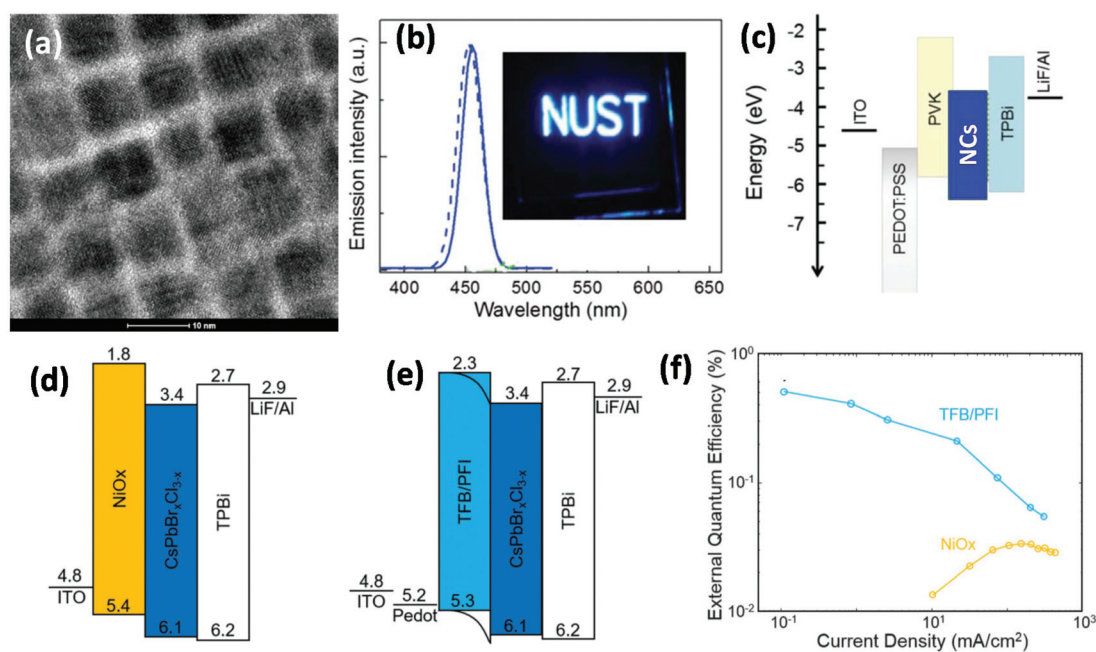 (a)
10 nm
(b)
Emission intensity (a.u.)
NUST
400 450 500 550 600 650
Wavelength (nm)
(c)
Energy (eV)
-2
-3
-4
-5
-6
-7
ITO
PEDOT:PSS
PVK
NCs
TPBi
LiF/Al
(d)
1.8
3.4
2.7
2.9
LiF/Al
NiOx
CsPbBrxCl3-x
TPBi
4.8
ITO
5.4
6.1
6.2
(e)
2.3
3.4
2.7
2.9
LiF/Al
TFB/PFI
CsPbBrxCl3-x
TPBi
4.8
ITO
5.2
Pedot
5.3
6.1
6.2
(f)
External Quantum Efficiency (%)
10^0
10^-1
10^-2
TFB/PFI
NiOx
10^-1 10^1 10^3
Current Density (mA/cm²)